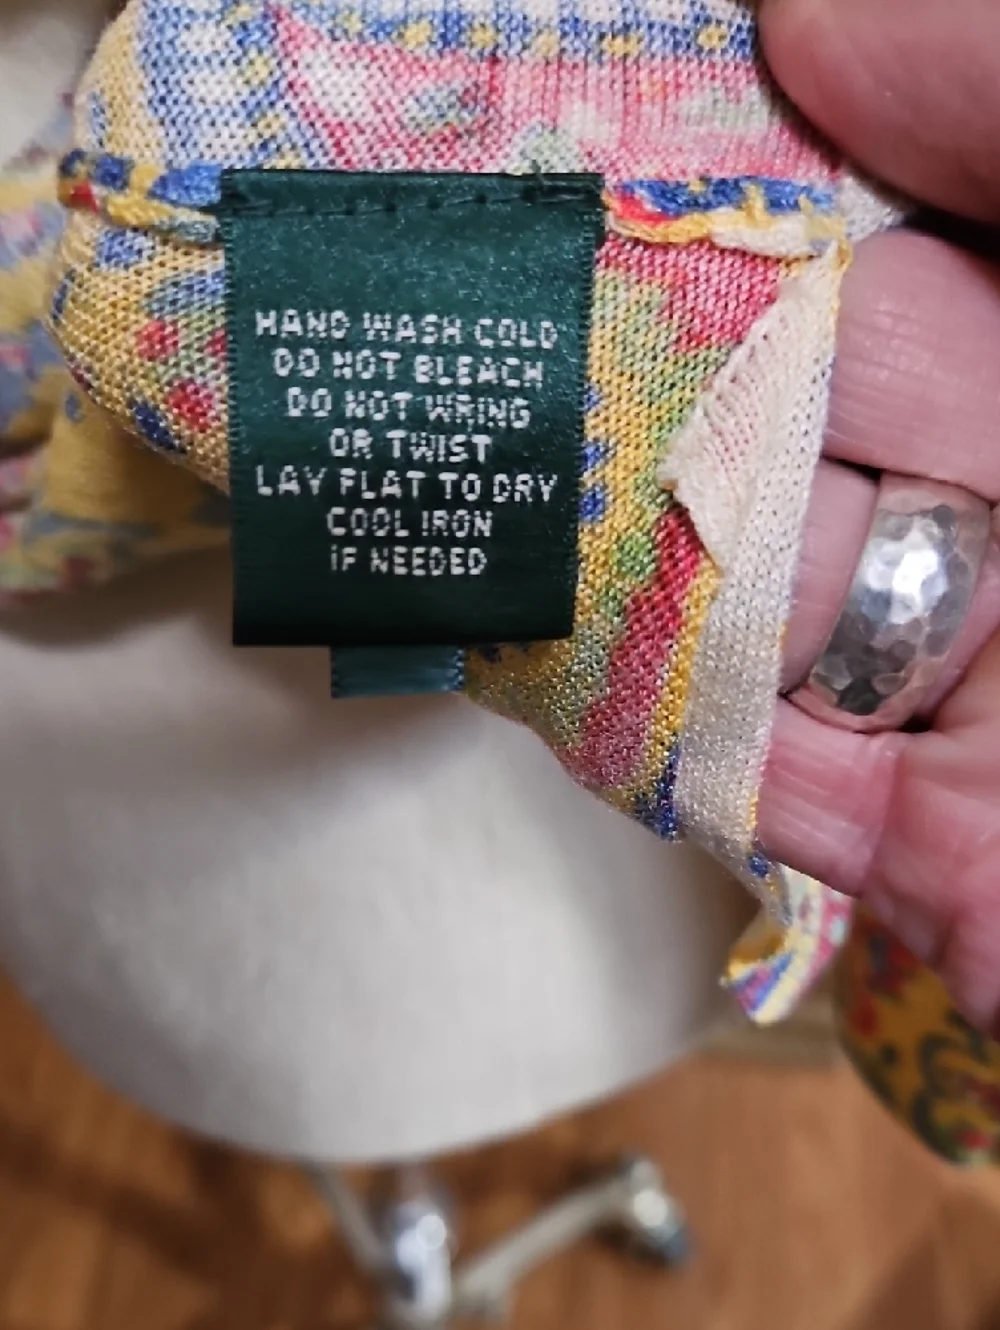 HAND WASH COLD
DO NOT BLEACH
DO NOT WRING
OR TWIST
LAY FLAT TO DRY
COOL IRON
IF NEEDED